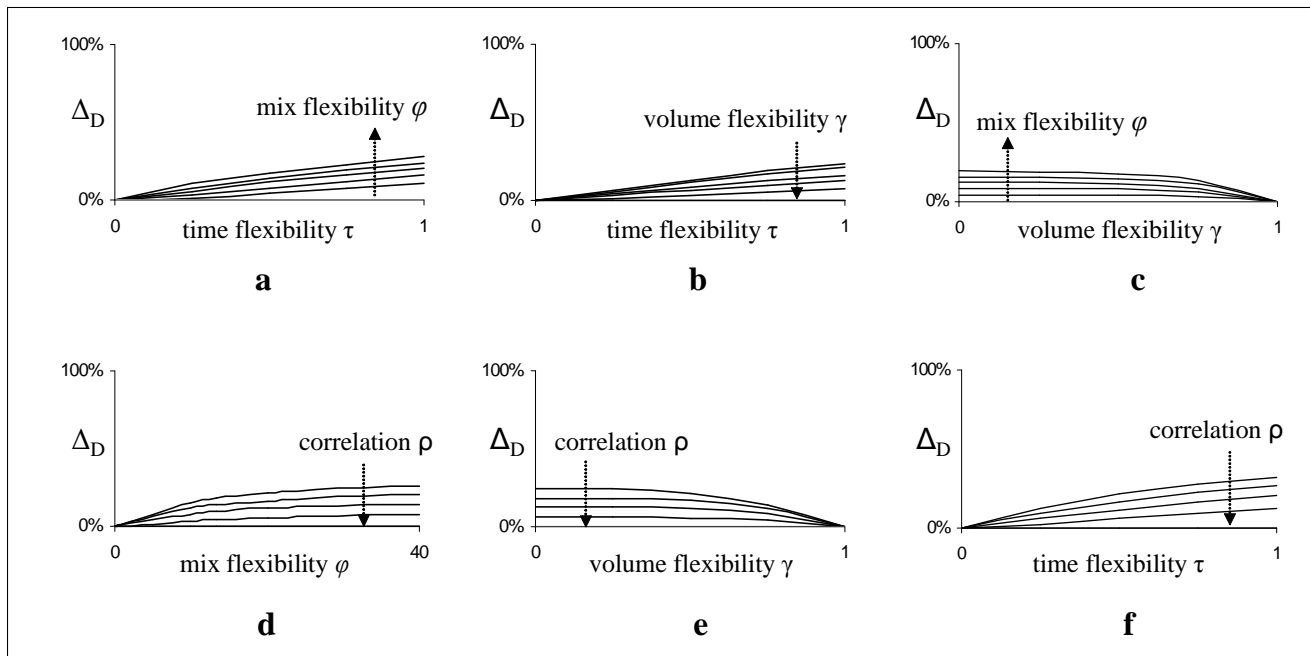 100%
Δ_D
mix flexibility φ
0%
0
1
time flexibility τ
a
100%
Δ_D
volume flexibility γ
0%
0
1
time flexibility τ
b
100%
Δ_D
mix flexibility φ
0%
0
1
volume flexibility γ
c
100%
Δ_D
correlation ρ
0%
0
40
mix flexibility φ
d
100%
Δ_D
correlation ρ
0%
0
1
volume flexibility γ
e
100%
Δ_D
correlation ρ
0%
0
1
time flexibility τ
f